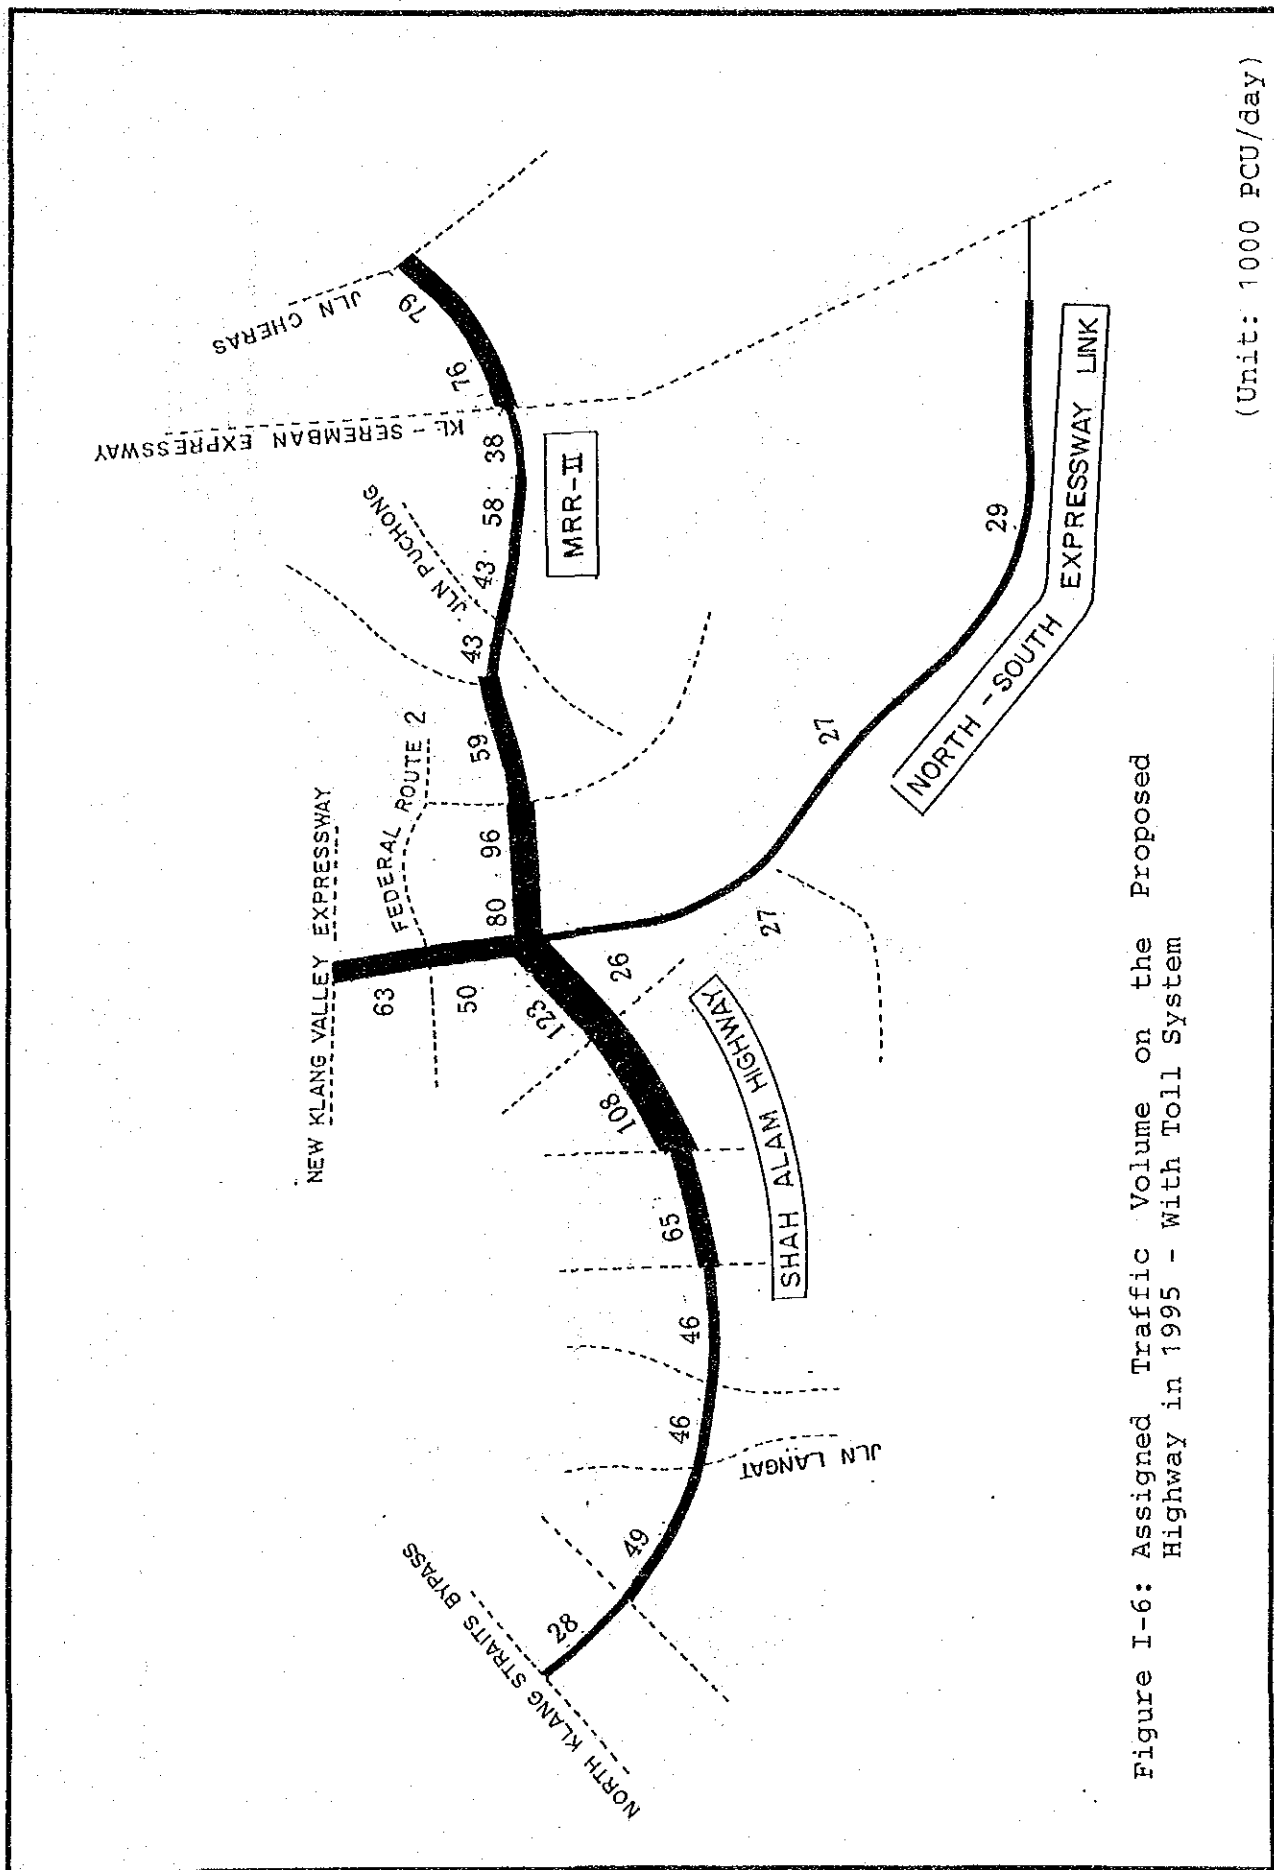 NEW KLANG VALLEY EXPRESSWAY
FEDERAL ROUTE 2
JLN PUCHONG
KL - SEREMBAN EXPRESSWAY
JLN CHERAS
NORTH KLANG STRAITS BYPASS
28
49
46
46
65
108
123
63
50
80
96
59
43
43
58
38
76
79
26
27
27
29
JLN LANGAT
SHAH ALAM HIGHWAY
MRR-II
NORTH - SOUTH EXPRESSWAY LINK
Figure I-6: Assigned Traffic Volume on the Proposed
Highway in 1995 - With Toll System
(Unit: 1000 PCU/day)